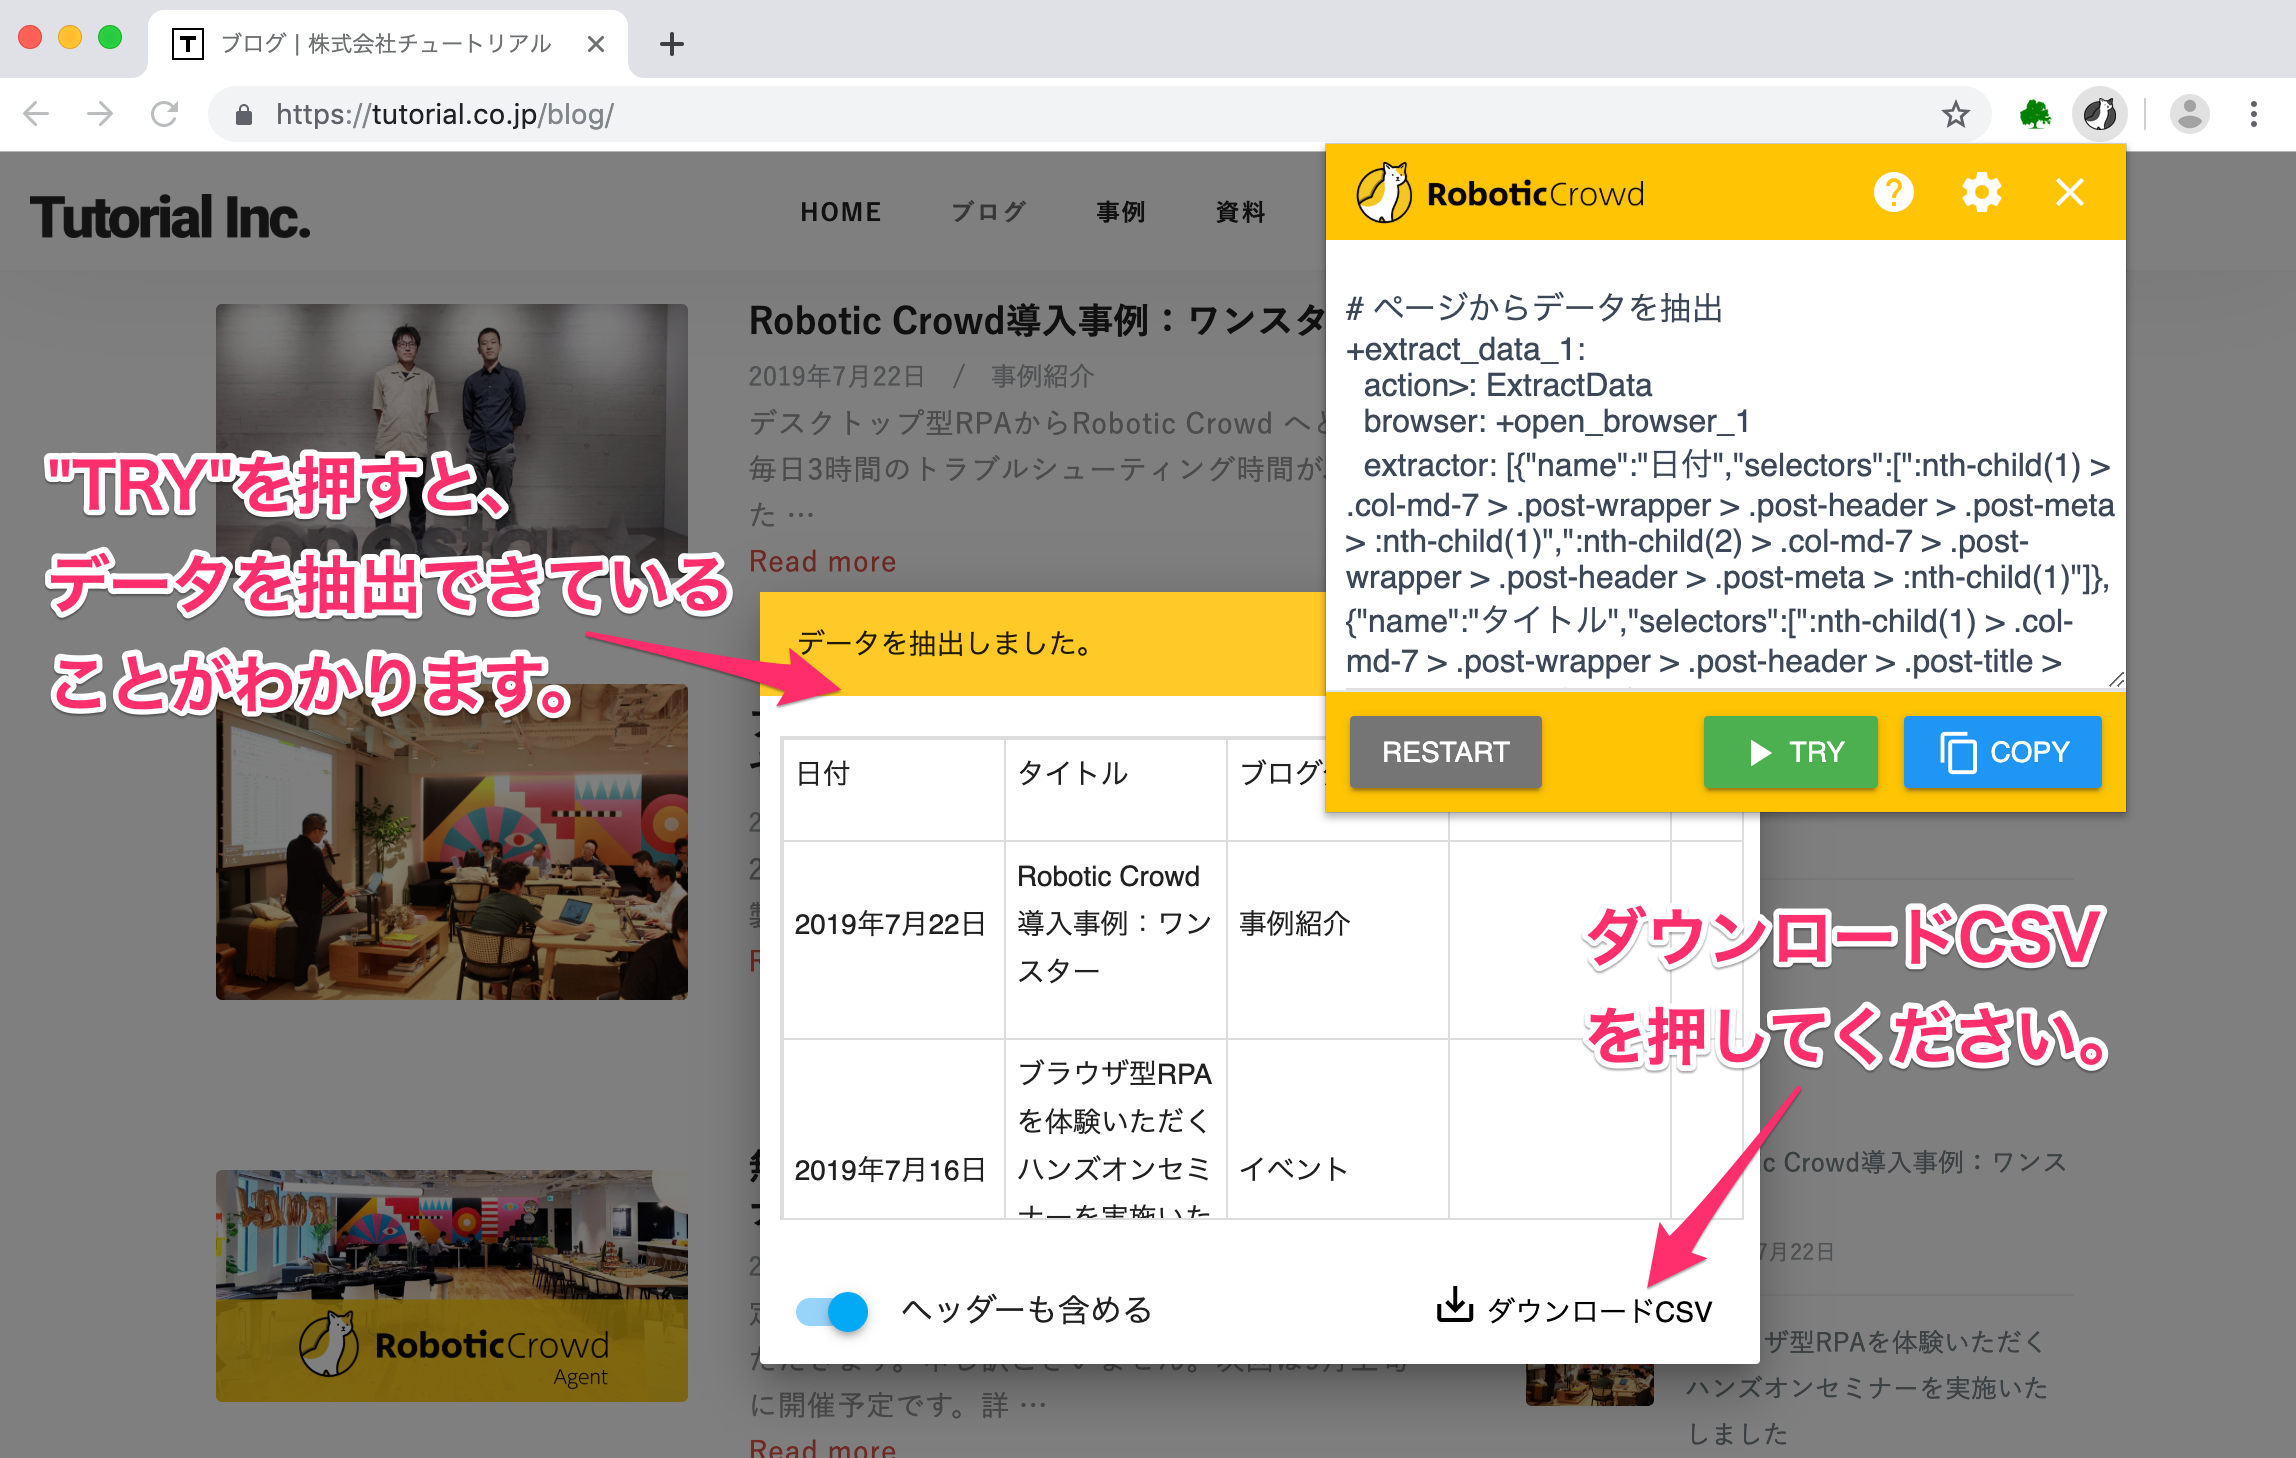 ブログ | 株式会社チュートリアル
https://tutorial.co.jp/blog/
Tutorial Inc.
HOME
ブログ
事例
資料
RoboticCrowd
Robotic Crowd導入事例：ワンスタ
2019年7月22日 / 事例紹介
デスクトップ型RPAからRobotic Crowd へと
毎日3時間のトラブルシューティング時間が
た …
Read more
# ページからデータを抽出
+extract_data_1:
action>: ExtractData
browser: +open_browser_1
extractor: [{"name":"日付","selectors":[":nth-child(1) >
.col-md-7 > .post-wrapper > .post-header > .post-meta
> :nth-child(1)",":nth-child(2) > .col-md-7 > .post-
wrapper > .post-header > .post-meta > :nth-child(1)"]},
{"name":"タイトル","selectors":[":nth-child(1) > .col-
md-7 > .post-wrapper > .post-header > .post-title >
RESTART
TRY
COPY
"TRY"を押すと、
データを抽出できている
ことがわかります。
データを抽出しました。
日付
タイトル
ブログ
2019年7月22日
Robotic Crowd
導入事例：ワン
スター
事例紹介
2019年7月16日
ブラウザ型RPA
を体験いただく
ハンズオンセミ
ナーを実施いた
イベント
ヘッダーも含める
ダウンロードCSV
ダウンロードCSV
を押してください。
c Crowd導入事例：ワンス
7月22日
ザ型RPAを体験いただく
ハンズオンセミナーを実施いた
しました
RoboticCrowd
Agent
に開催予定です。詳 …
Read more